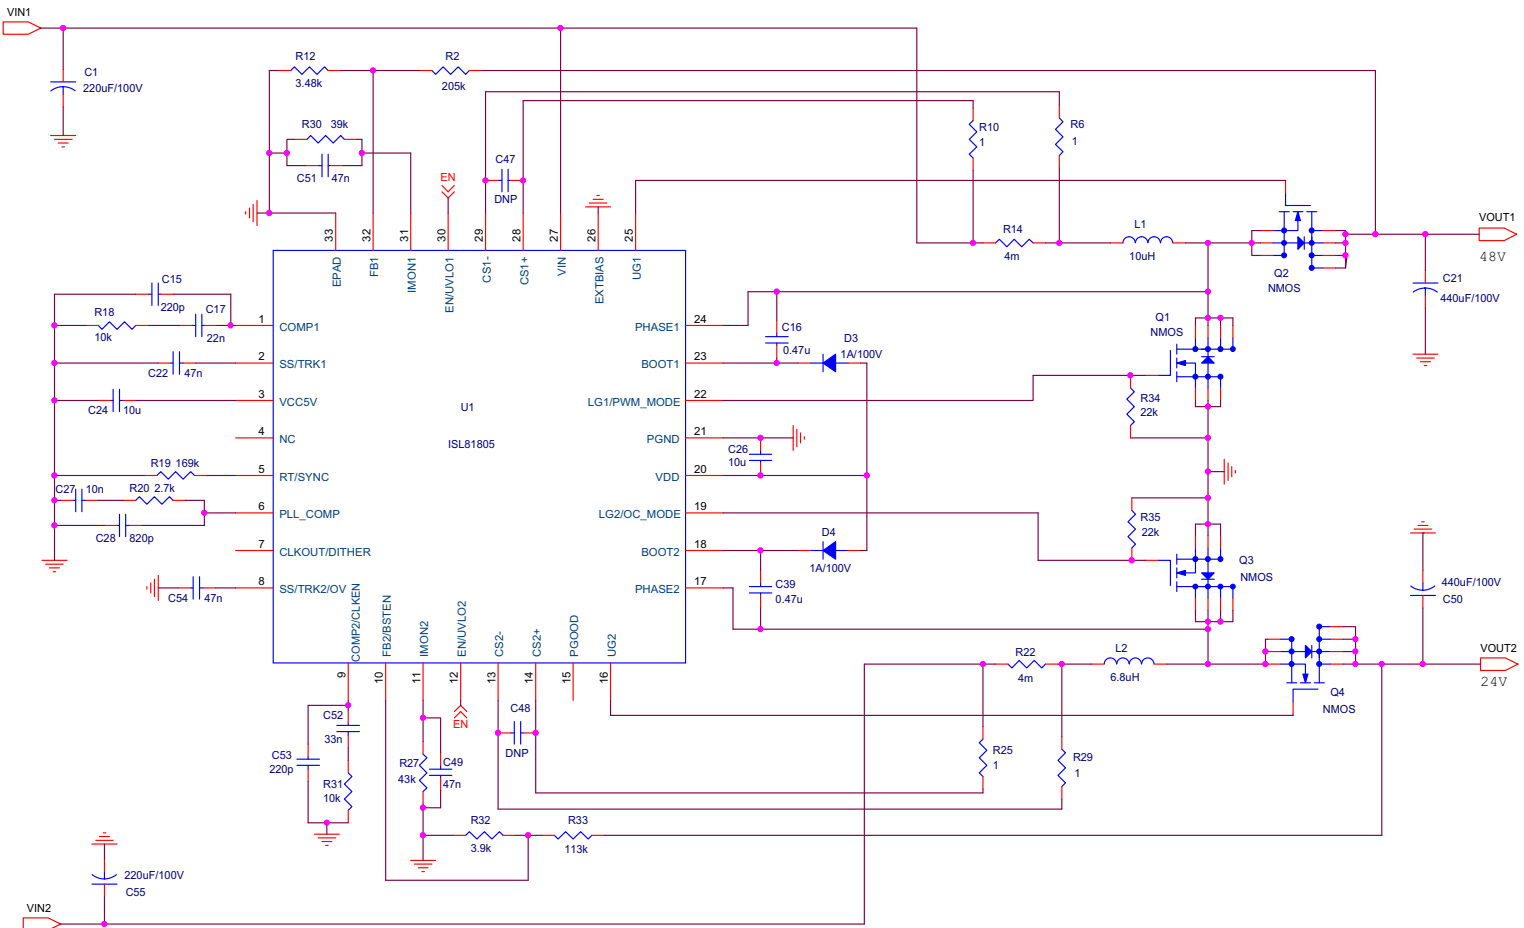 VIN1
C1
220uF/100V
R12
3.48k
R2
205k
R30 39k
C51 47n
EN
C47
DNP
R10
1
R6
1
R14
4m
L1
10uH
Q2
NMOS
VOUT1
48V
C21
440uF/100V
33
32
31
30
29
28
27
26
25
EPAD
FB1
IMON1
EN/UVLO1
CS1-
CS1+
VIN
EXTBIAS
UG1
C15
220p
R18
10k
C17
22n
1 COMP1
C22 47n
2 SS/TRK1
C24 10u
3 VCC5V
4 NC
R19 169k
5 RT/SYNC
C27 10n
R20 2.7k
6 PLL_COMP
C28 820p
7 CLKOUT/DITHER
C54 47n
8 SS/TRK2/OV
U1
ISL81805
PHASE1 24
BOOT1 23
LG1/PWM_MODE 22
PGND 21
VDD 20
LG2/OC_MODE 19
BOOT2 18
PHASE2 17
C16
0.47u
D3
1A/100V
C26
10u
D4
1A/100V
C39
0.47u
Q1
NMOS
R34
22k
R35
22k
Q3
NMOS
440uF/100V
C50
COMP2/CLKEN
FB2/BSTEN
IMON2
EN/UVLO2
CS2-
CS2+
PGOOD
UG2
9
10
11
12
13
14
15
16
R22
4m
L2
6.8uH
Q4
NMOS
VOUT2
24V
C52
33n
C53
220p
R31
10k
R27
43k
C49
47n
EN
C48
DNP
R25
1
R29
1
R32
3.9k
R33
113k
220uF/100V
C55
VIN2